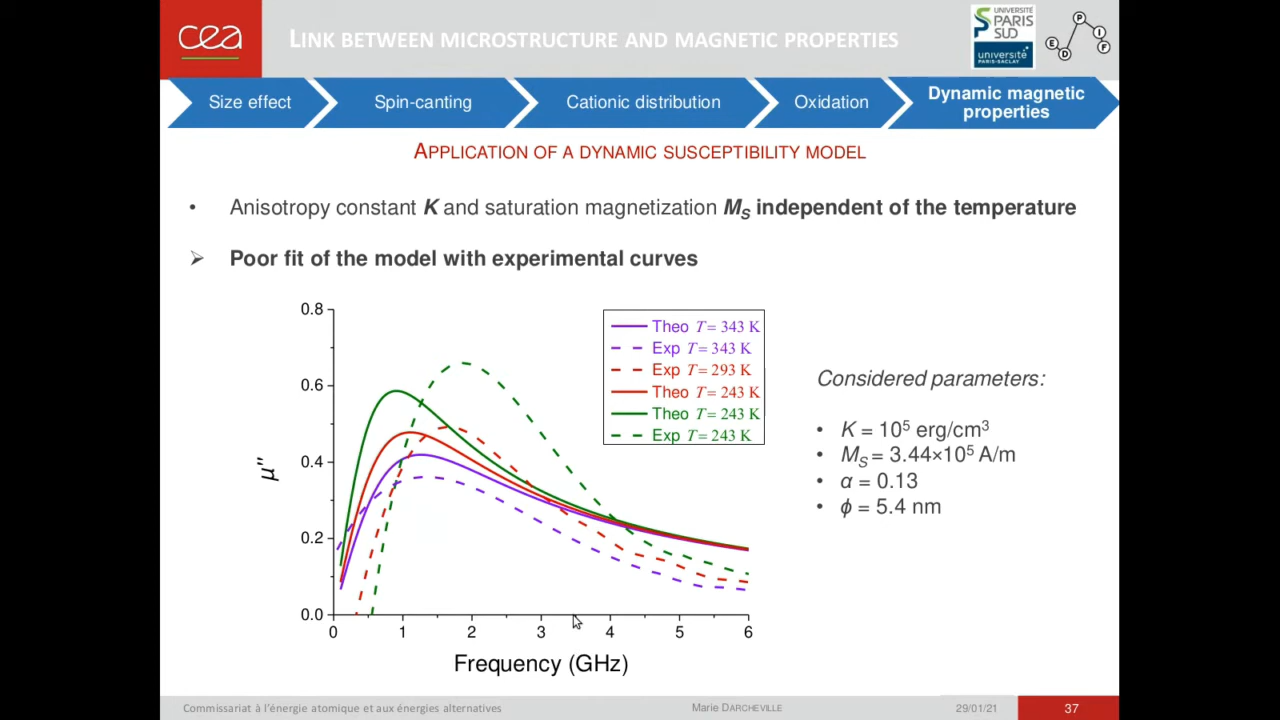 cea
LINK BETWEEN MICROSTRUCTURE AND MAGNETIC PROPERTIES
UNIVERSITÉ
PARIS
SUD
université
PARIS-SACLAY
P
I
E
D
F
Size effect
Spin-canting
Cationic distribution
Oxidation
Dynamic magnetic
properties
APPLICATION OF A DYNAMIC SUSCEPTIBILITY MODEL
• Anisotropy constant K and saturation magnetization MS independent of the temperature
➢ Poor fit of the model with experimental curves
0.8
0.6
0.4
0.2
0.0
μ"
0 1 2 3 4 5 6
Frequency (GHz)
Theo T = 343 K
Exp T = 343 K
Exp T = 293 K
Theo T = 243 K
Theo T = 243 K
Exp T = 243 K
Considered parameters:
• K = 10⁵ erg/cm³
• MS = 3.44×10⁵ A/m
• α = 0.13
• ϕ = 5.4 nm
Commissariat à l'énergie atomique et aux énergies alternatives
Marie DARCHEVILLE
29/01/21
37